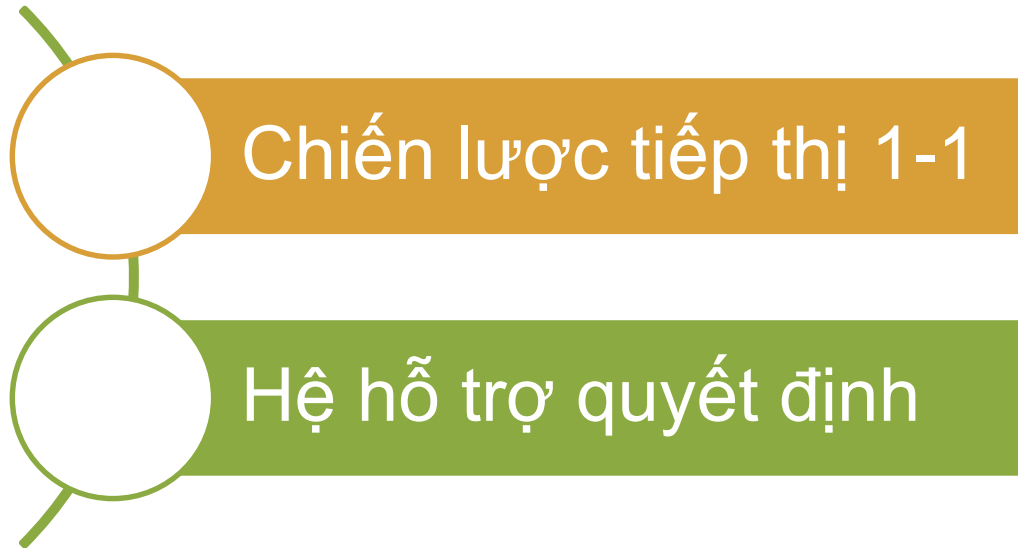 Chiến lược tiếp thị 1-1
Hệ hỗ trợ quyết định